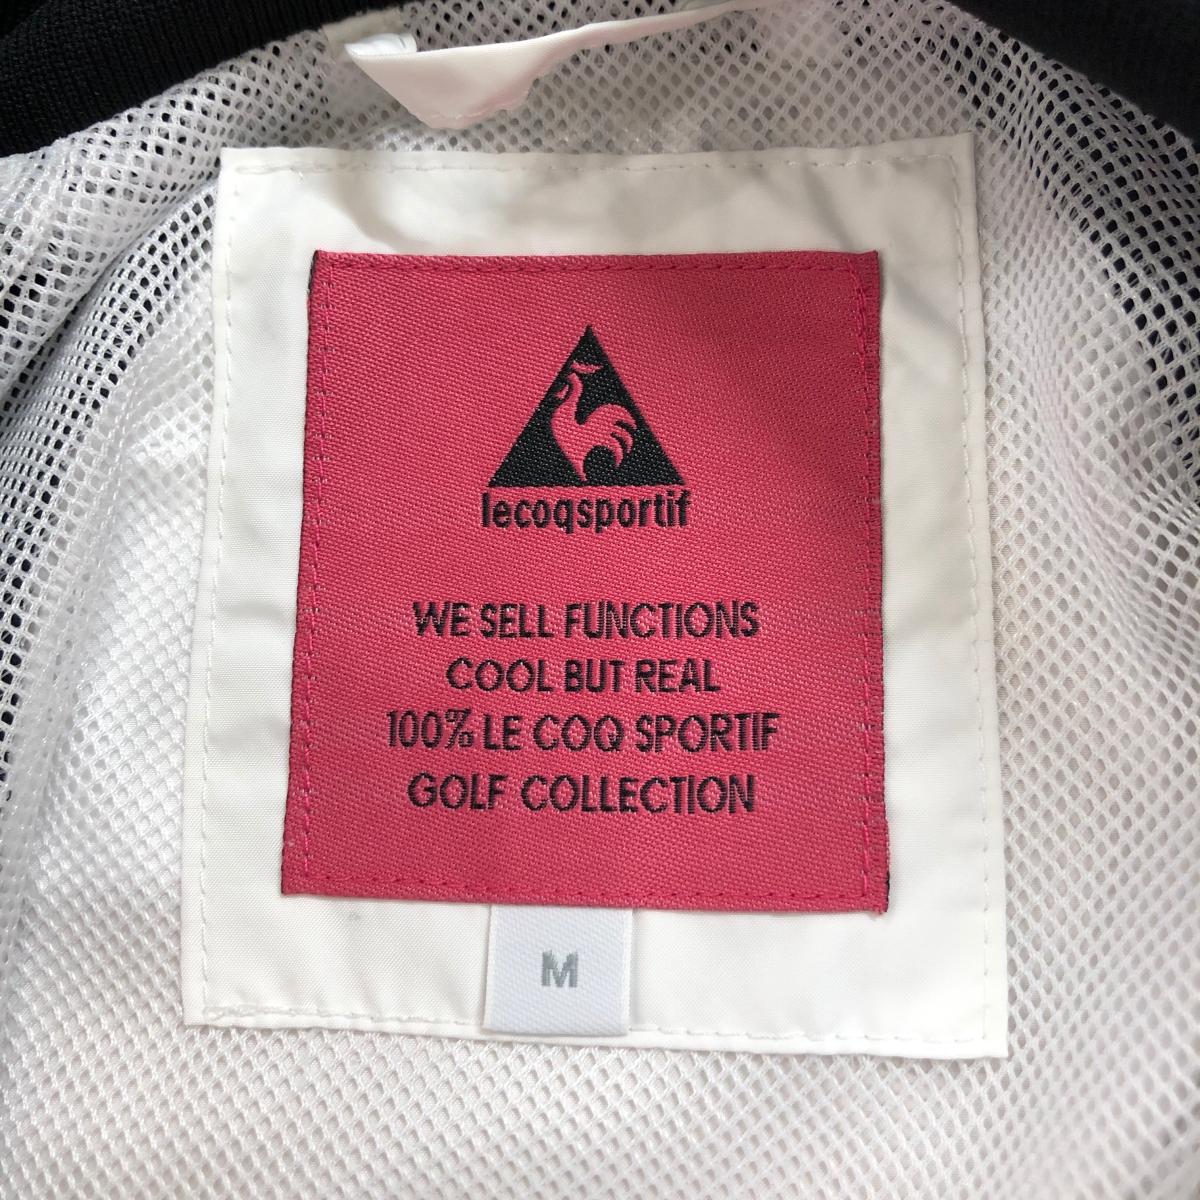 lecoqsportif
WE SELL FUNCTIONS
COOL BUT REAL
100% LE COQ SPORTIF
GOLF COLLECTION
M